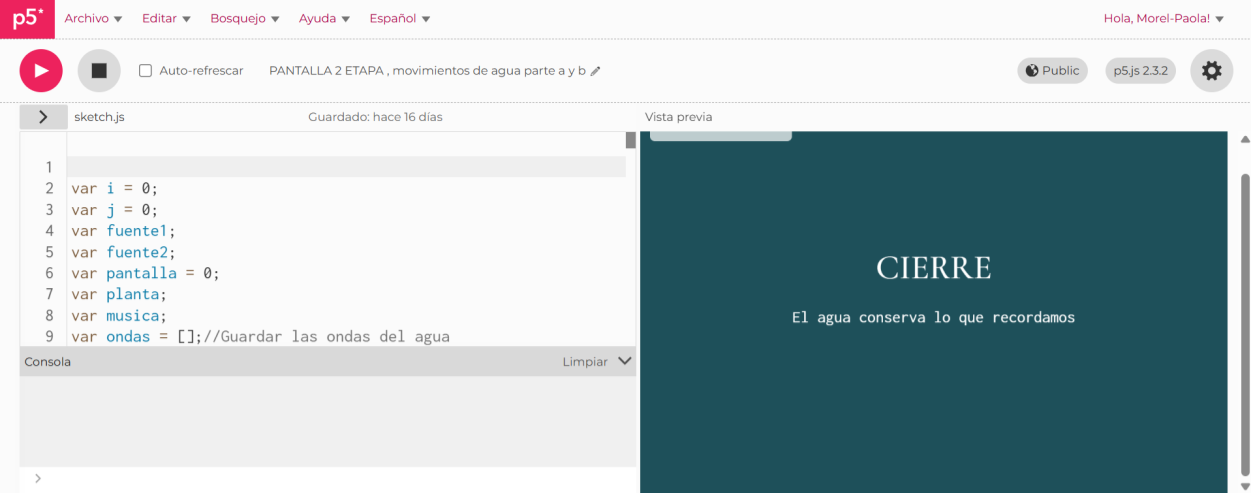 p5* Archivo Editar Bosquejo Ayuda Español Hola, Morel-Paola!
Auto-refrescar PANTALLA 2 ETAPA , movimientos de agua parte a y b Public p5.js 2.3.2
sketch.js Guardado: hace 16 días Vista previa
1
2 var i = 0;
3 var j = 0;
4 var fuente1;
5 var fuente2;
6 var pantalla = 0;
7 var planta;
8 var musica;
9 var ondas = [];//Guardar las ondas del agua
Consola Limpiar
>
CIERRE
El agua conserva lo que recordamos